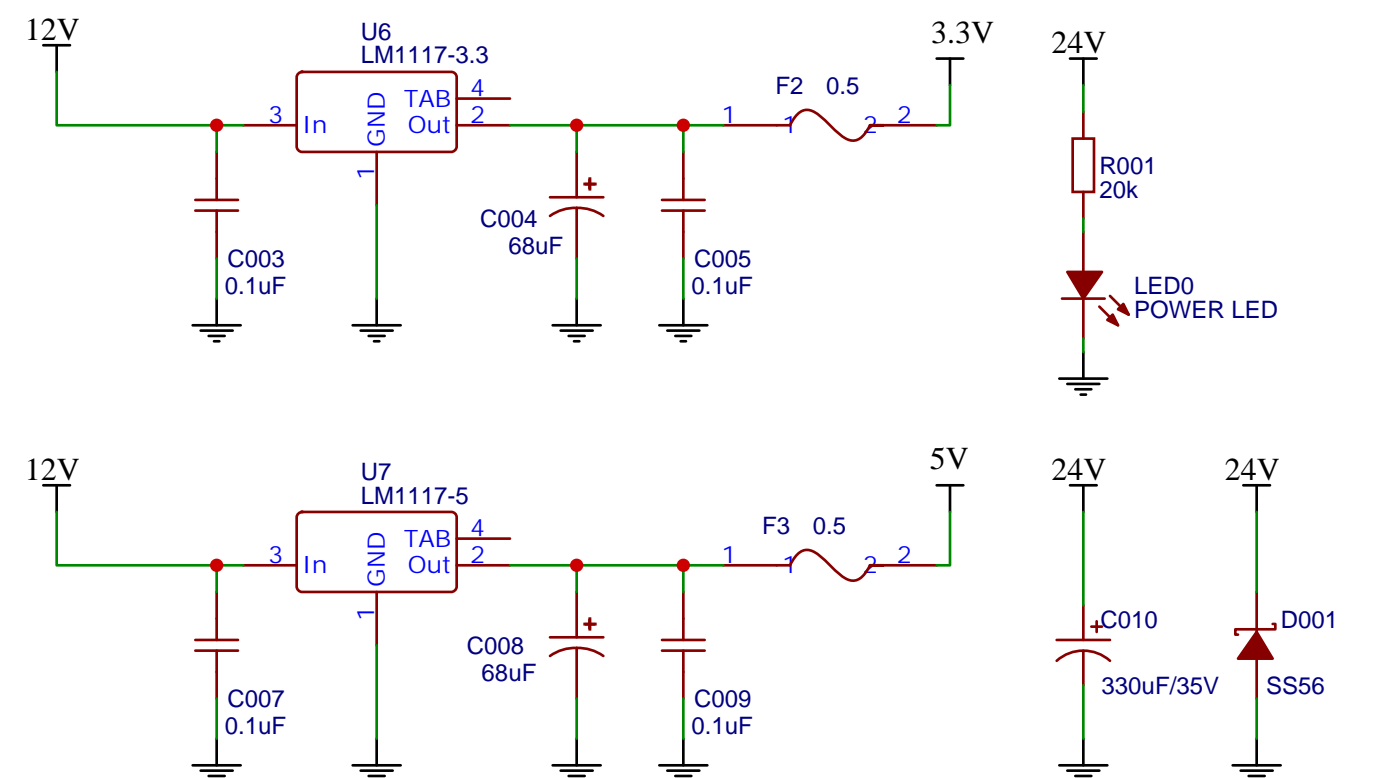 12V
U6
LM1117-3.3
3 In
GND
1
TAB 4
Out 2
C003
0.1uF
C004
68uF
+
C005
0.1uF
F2 0.5
1 1 2 2
3.3V
24V
R001
20k
LED0
POWER LED
12V
U7
LM1117-5
3 In
GND
1
TAB 4
Out 2
C007
0.1uF
C008
68uF
+
C009
0.1uF
F3 0.5
1 1 2 2
5V
24V
+
C010
330uF/35V
24V
D001
SS56